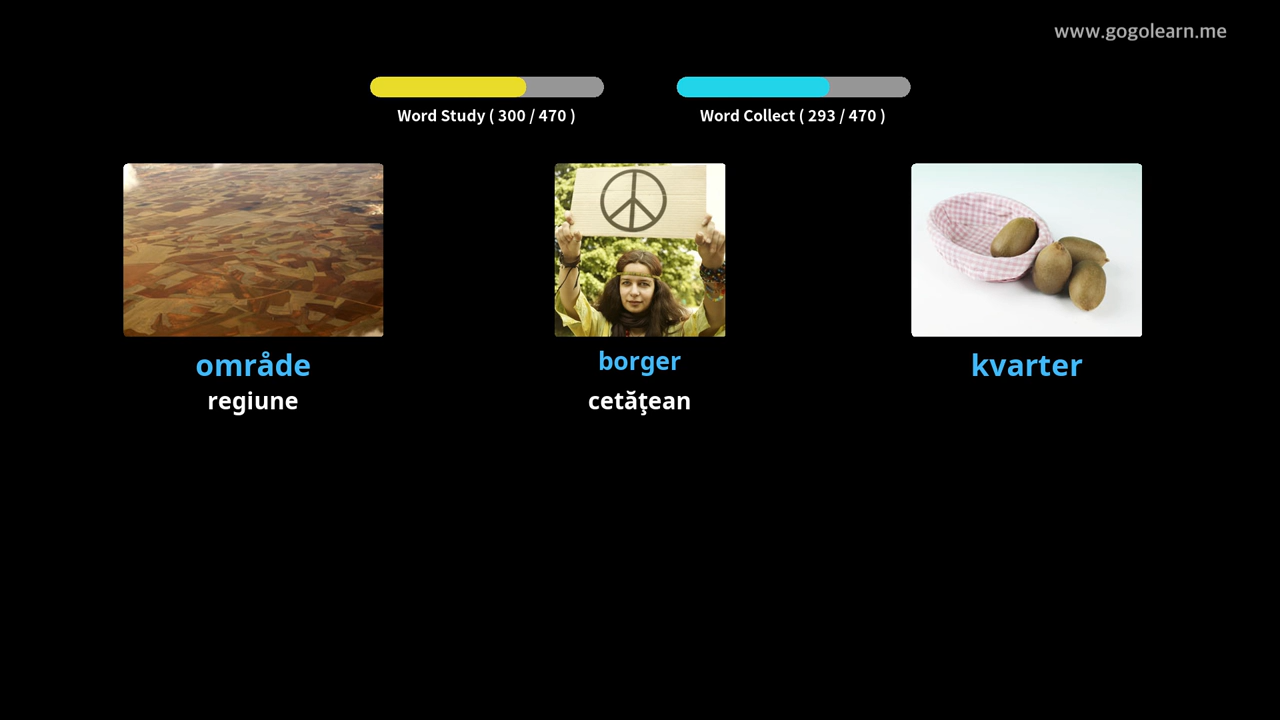 www.gogolearn.me
Word Study ( 300 / 470 )
Word Collect ( 293 / 470 )
område
regiune
borger
cetăţean
kvarter